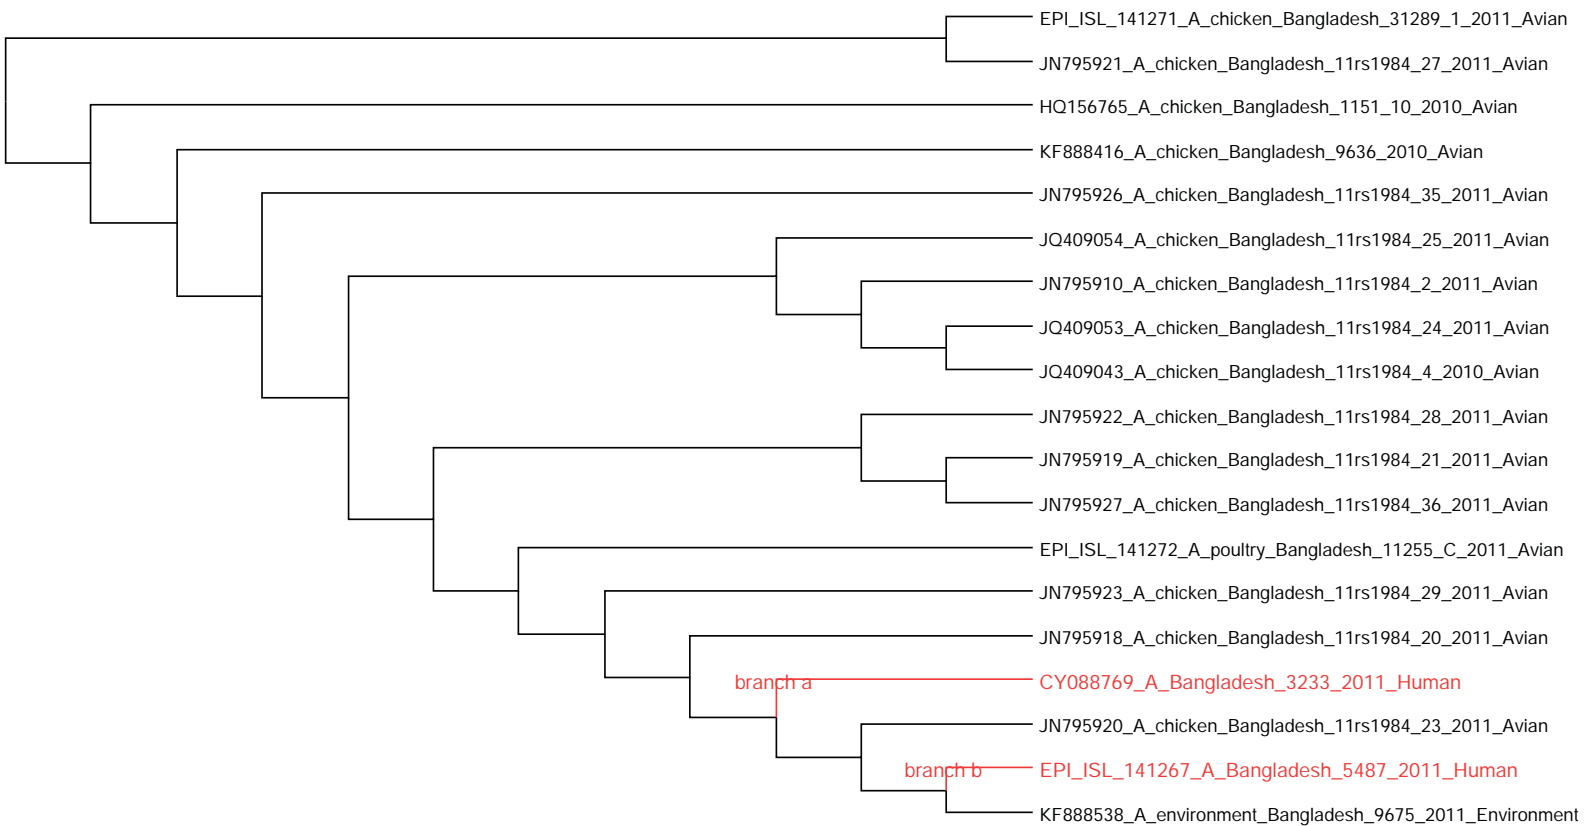 EPI_ISL_141271_A_chicken_Bangladesh_31289_1_2011_Avian
JN795921_A_chicken_Bangladesh_11rs1984_27_2011_Avian
HQ156765_A_chicken_Bangladesh_1151_10_2010_Avian
KF888416_A_chicken_Bangladesh_9636_2010_Avian
JN795926_A_chicken_Bangladesh_11rs1984_35_2011_Avian
JQ409054_A_chicken_Bangladesh_11rs1984_25_2011_Avian
JN795910_A_chicken_Bangladesh_11rs1984_2_2011_Avian
JQ409053_A_chicken_Bangladesh_11rs1984_24_2011_Avian
JQ409043_A_chicken_Bangladesh_11rs1984_4_2010_Avian
JN795922_A_chicken_Bangladesh_11rs1984_28_2011_Avian
JN795919_A_chicken_Bangladesh_11rs1984_21_2011_Avian
JN795927_A_chicken_Bangladesh_11rs1984_36_2011_Avian
EPI_ISL_141272_A_poultry_Bangladesh_11255_C_2011_Avian
JN795923_A_chicken_Bangladesh_11rs1984_29_2011_Avian
JN795918_A_chicken_Bangladesh_11rs1984_20_2011_Avian
branch a
CY088769_A_Bangladesh_3233_2011_Human
JN795920_A_chicken_Bangladesh_11rs1984_23_2011_Avian
branch b
EPI_ISL_141267_A_Bangladesh_5487_2011_Human
KF888538_A_environment_Bangladesh_9675_2011_Environment